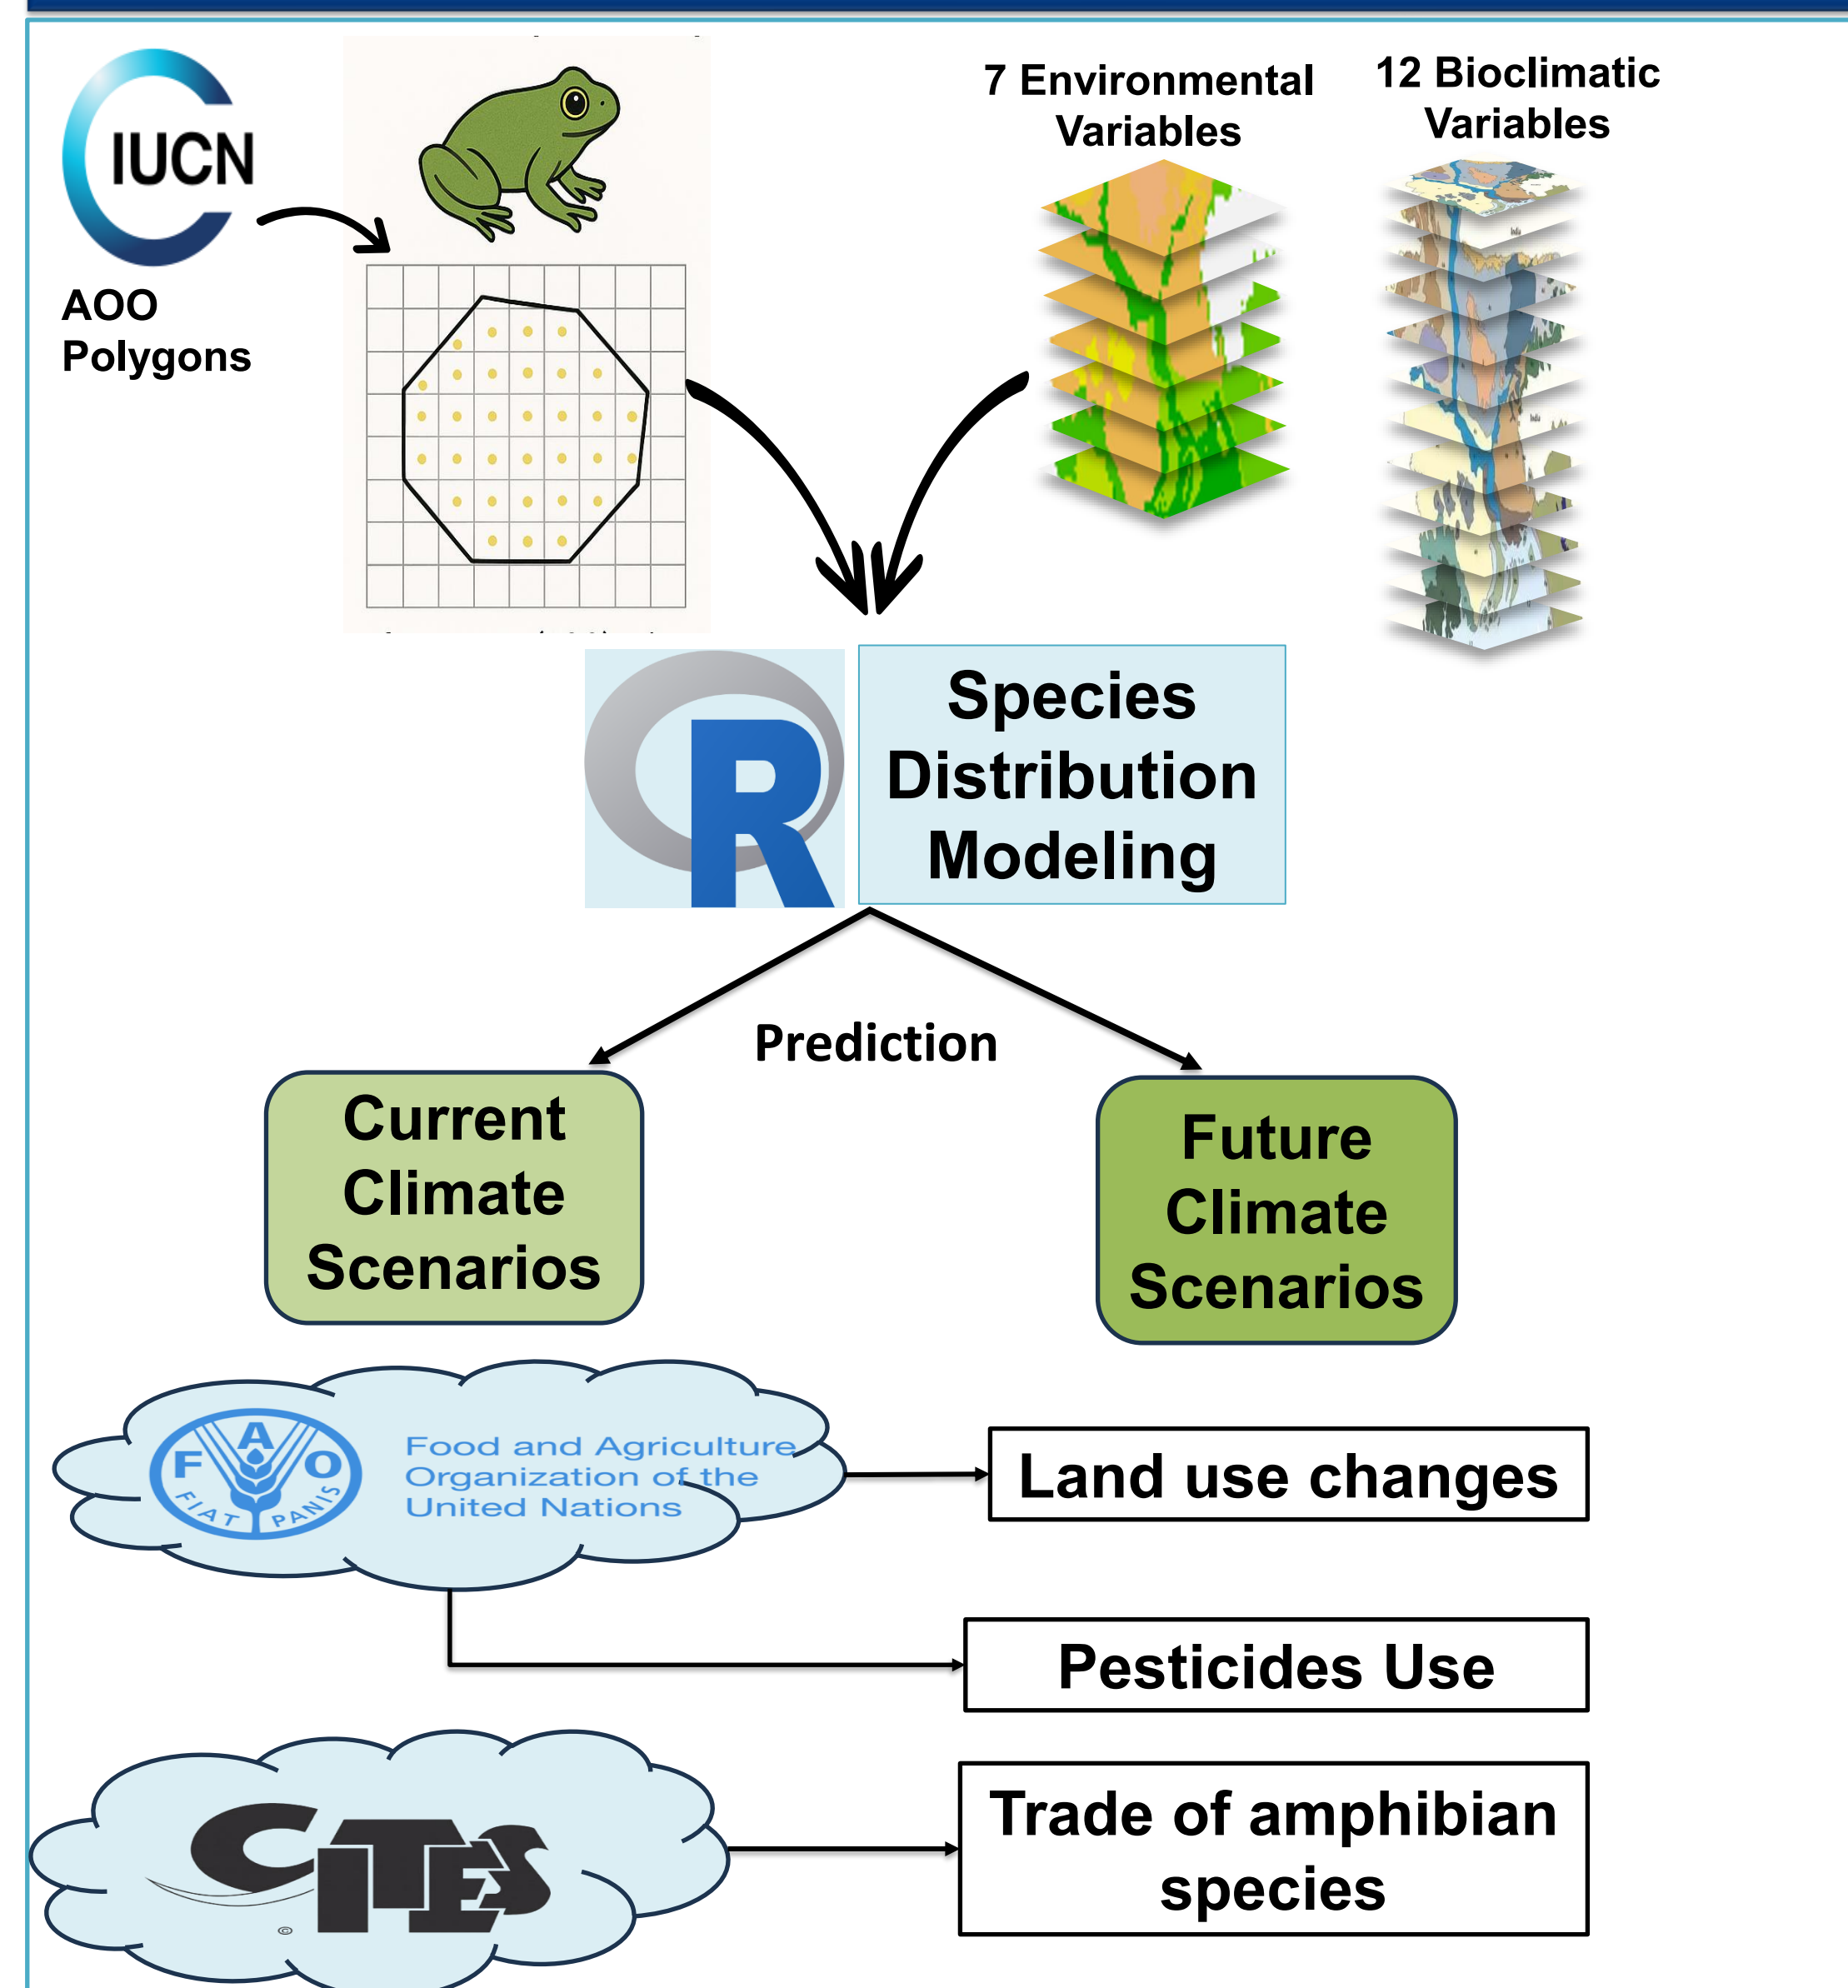 IUCN
AOO
Polygons
7 Environmental
Variables
12 Bioclimatic
Variables
R
Species
Distribution
Modeling
Prediction
Current
Climate
Scenarios
Future
Climate
Scenarios
F A O
FIAT PANIS
Food and Agriculture
Organization of the
United Nations
Land use changes
Pesticides Use
CITES
©
Trade of amphibian
species